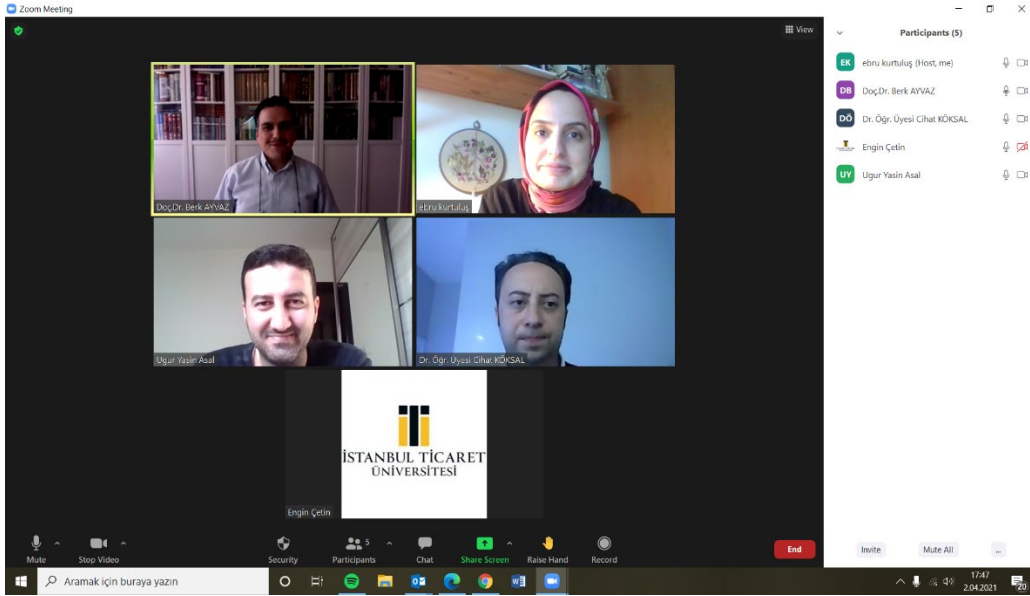 Zoom Meeting
View
Participants (5)
EK ebru kurtuluş (Host, me)
DB Doç.Dr. Berk AYVAZ
DÖ Dr. Öğr. Üyesi Cihat KÖKSAL
Engin Çetin
UY Ugur Yasin Asal
Doç.Dr. Berk AYVAZ
ebru kurtuluş
Ugur Yasin Asal
Dr. Öğr. Üyesi Cihat KÖKSAL
İSTANBUL TİCARET
ÜNİVERSİTESİ
Engin Çetin
5
Mute
Stop Video
Security
Participants
Chat
Share Screen
Raise Hand
Record
End
Invite
Mute All
...
Aramak için buraya yazın
17:47
2.04.2021
20